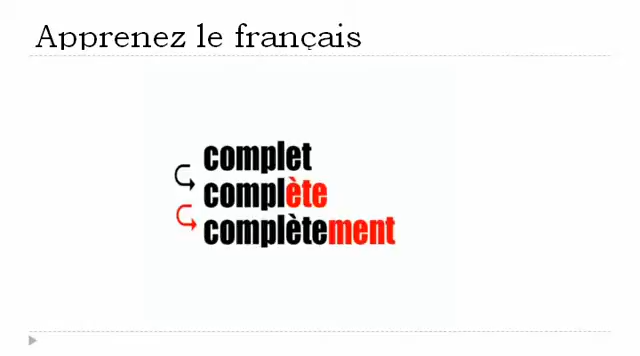 Apprenez le français
complet
complète
complètement